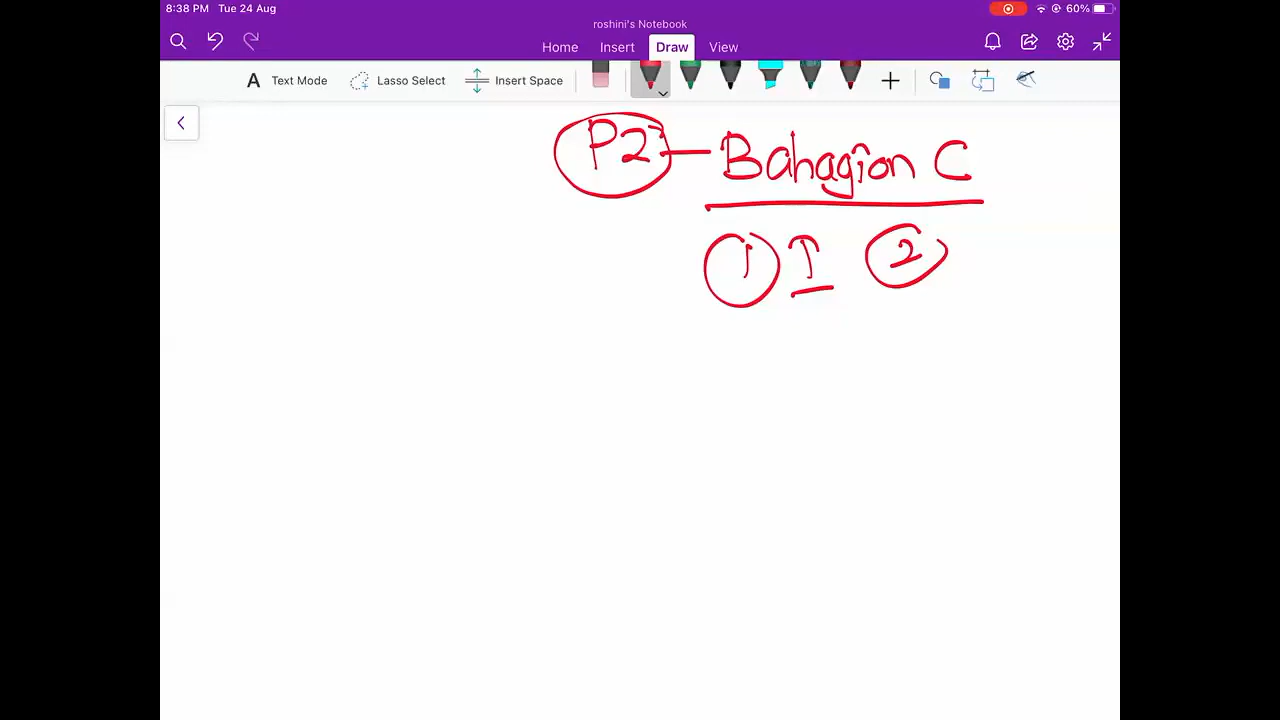 8:38 PM Tue 24 Aug 60%
roshini's Notebook
Home Insert Draw View
A Text Mode Lasso Select Insert Space
P2 — Bahagian C
① 1 ②